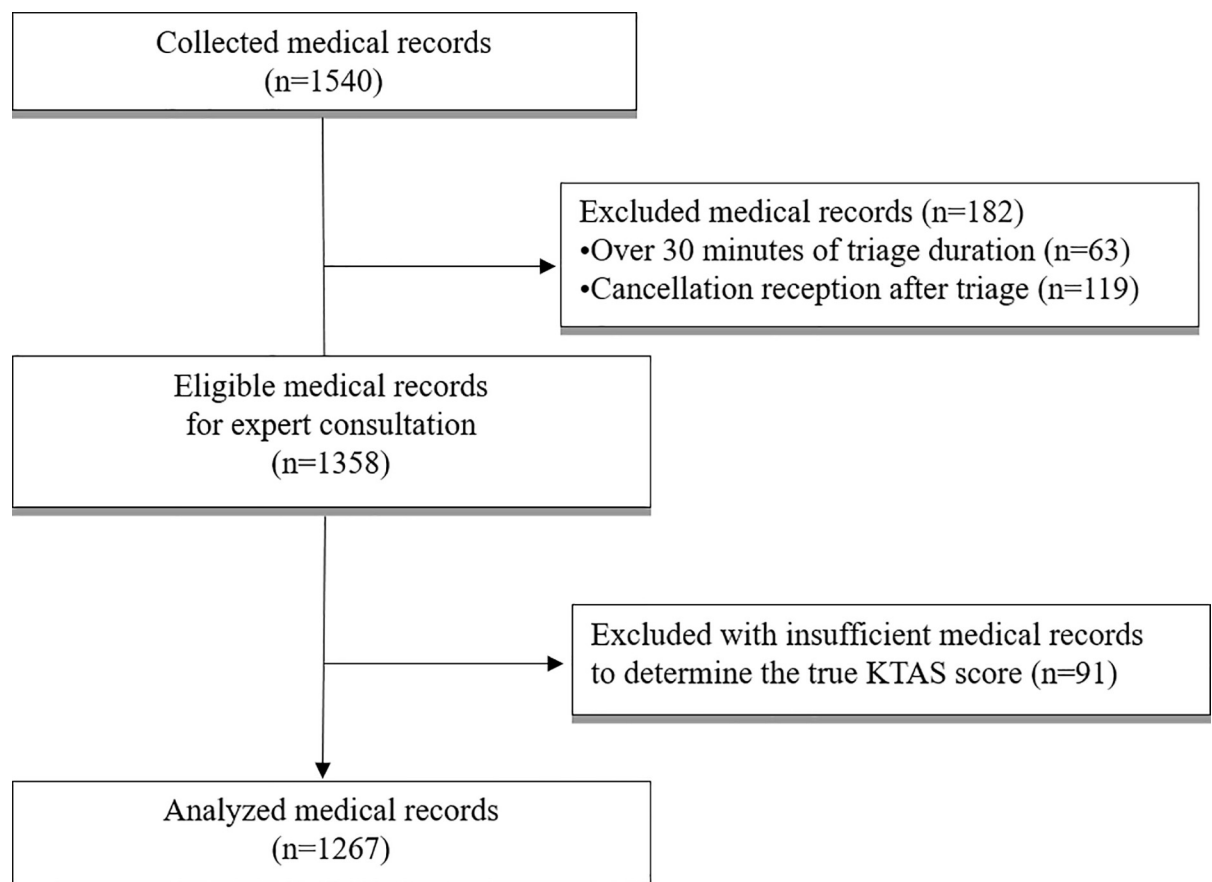 Collected medical records
(n=1540)
Excluded medical records (n=182)
•Over 30 minutes of triage duration (n=63)
•Cancellation reception after triage (n=119)
Eligible medical records
for expert consultation
(n=1358)
Excluded with insufficient medical records
to determine the true KTAS score (n=91)
Analyzed medical records
(n=1267)